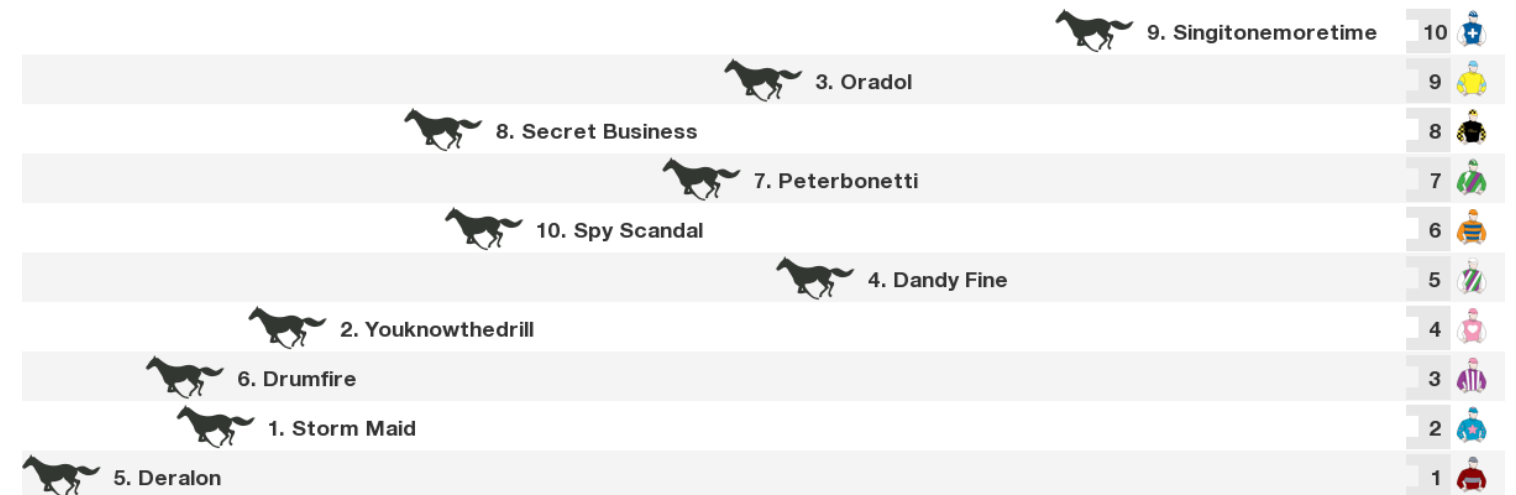 9. Singitonemoretime 10
3. Oradol 9
8. Secret Business 8
7. Peterbonetti 7
10. Spy Scandal 6
4. Dandy Fine 5
2. Youknowthedrill 4
6. Drumfire 3
1. Storm Maid 2
5. Deralon 1